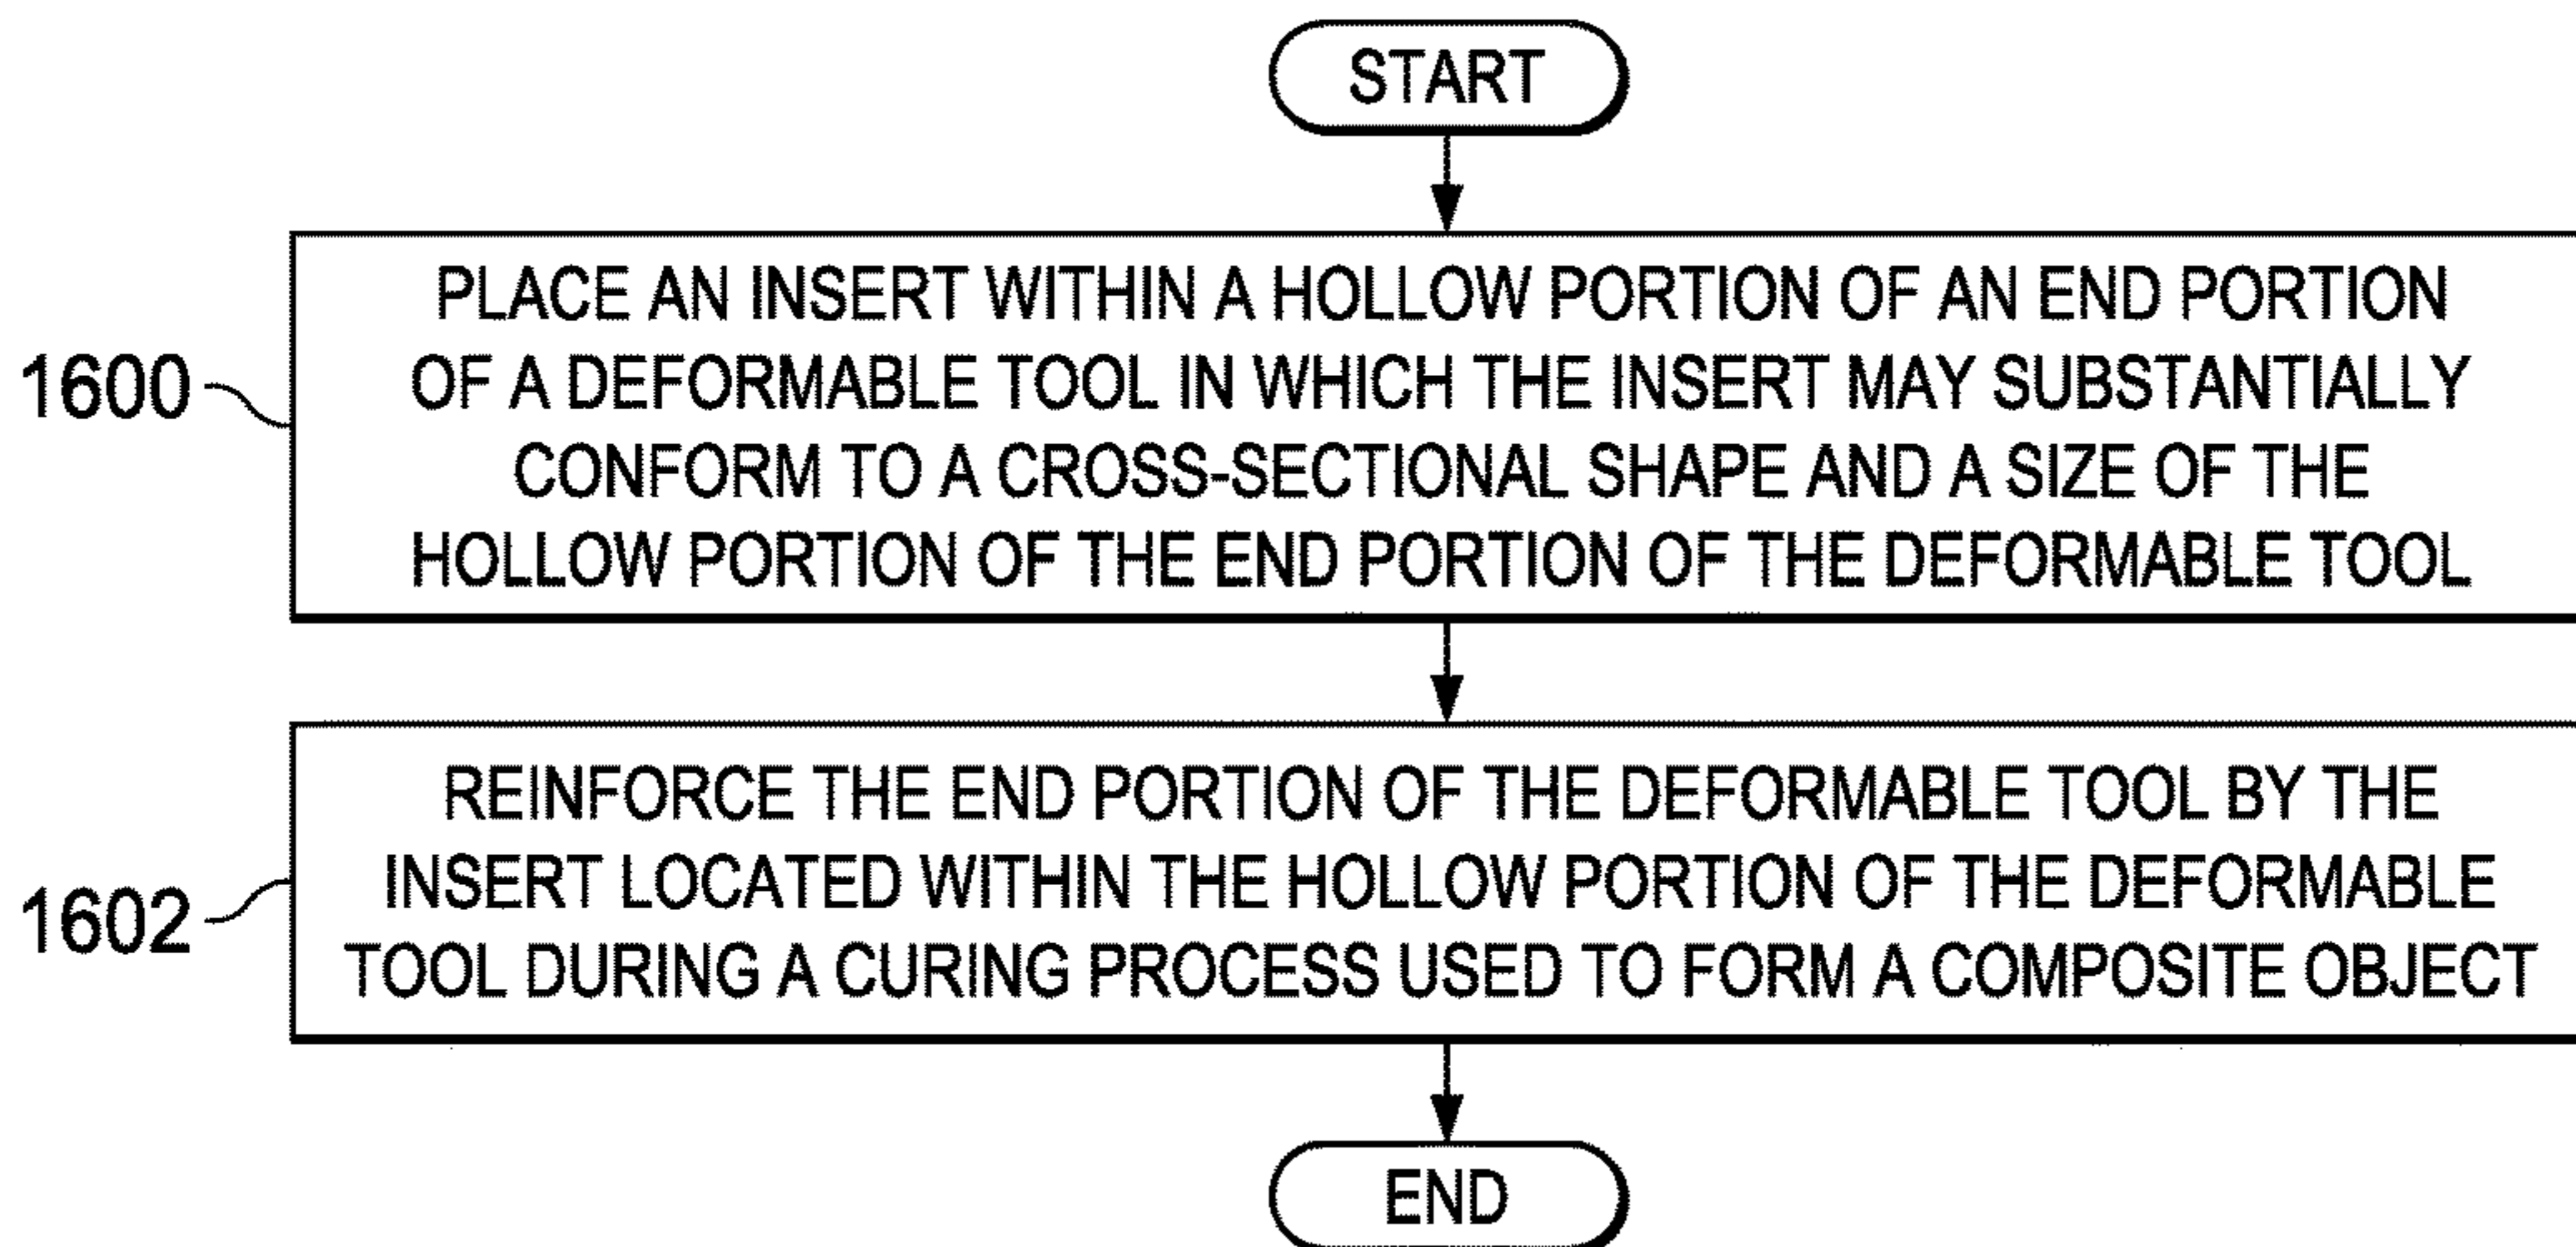 START
PLACE AN INSERT WITHIN A HOLLOW PORTION OF AN END PORTION
OF A DEFORMABLE TOOL IN WHICH THE INSERT MAY SUBSTANTIALLY
CONFORM TO A CROSS-SECTIONAL SHAPE AND A SIZE OF THE
HOLLOW PORTION OF THE END PORTION OF THE DEFORMABLE TOOL
1600
REINFORCE THE END PORTION OF THE DEFORMABLE TOOL BY THE
INSERT LOCATED WITHIN THE HOLLOW PORTION OF THE DEFORMABLE
TOOL DURING A CURING PROCESS USED TO FORM A COMPOSITE OBJECT
1602
END